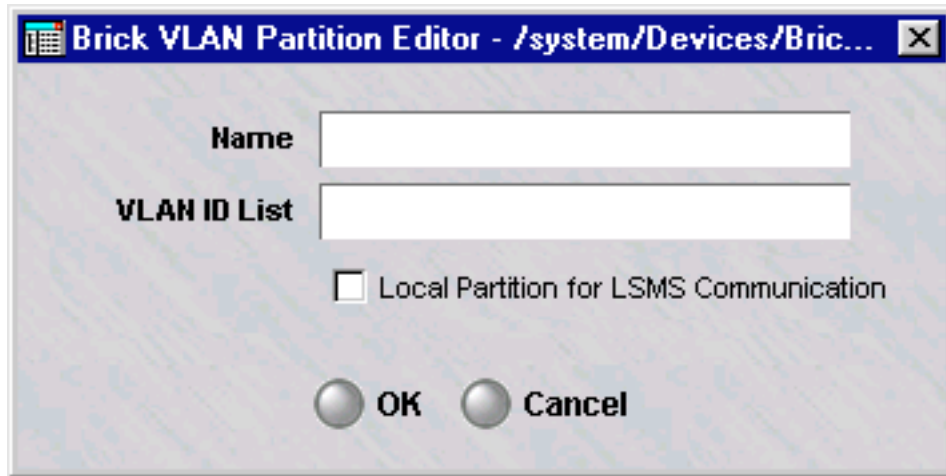 Brick VLAN Partition Editor - /system/Devices/Bric...
Name
VLAN ID List
Local Partition for LSMS Communication
OK Cancel